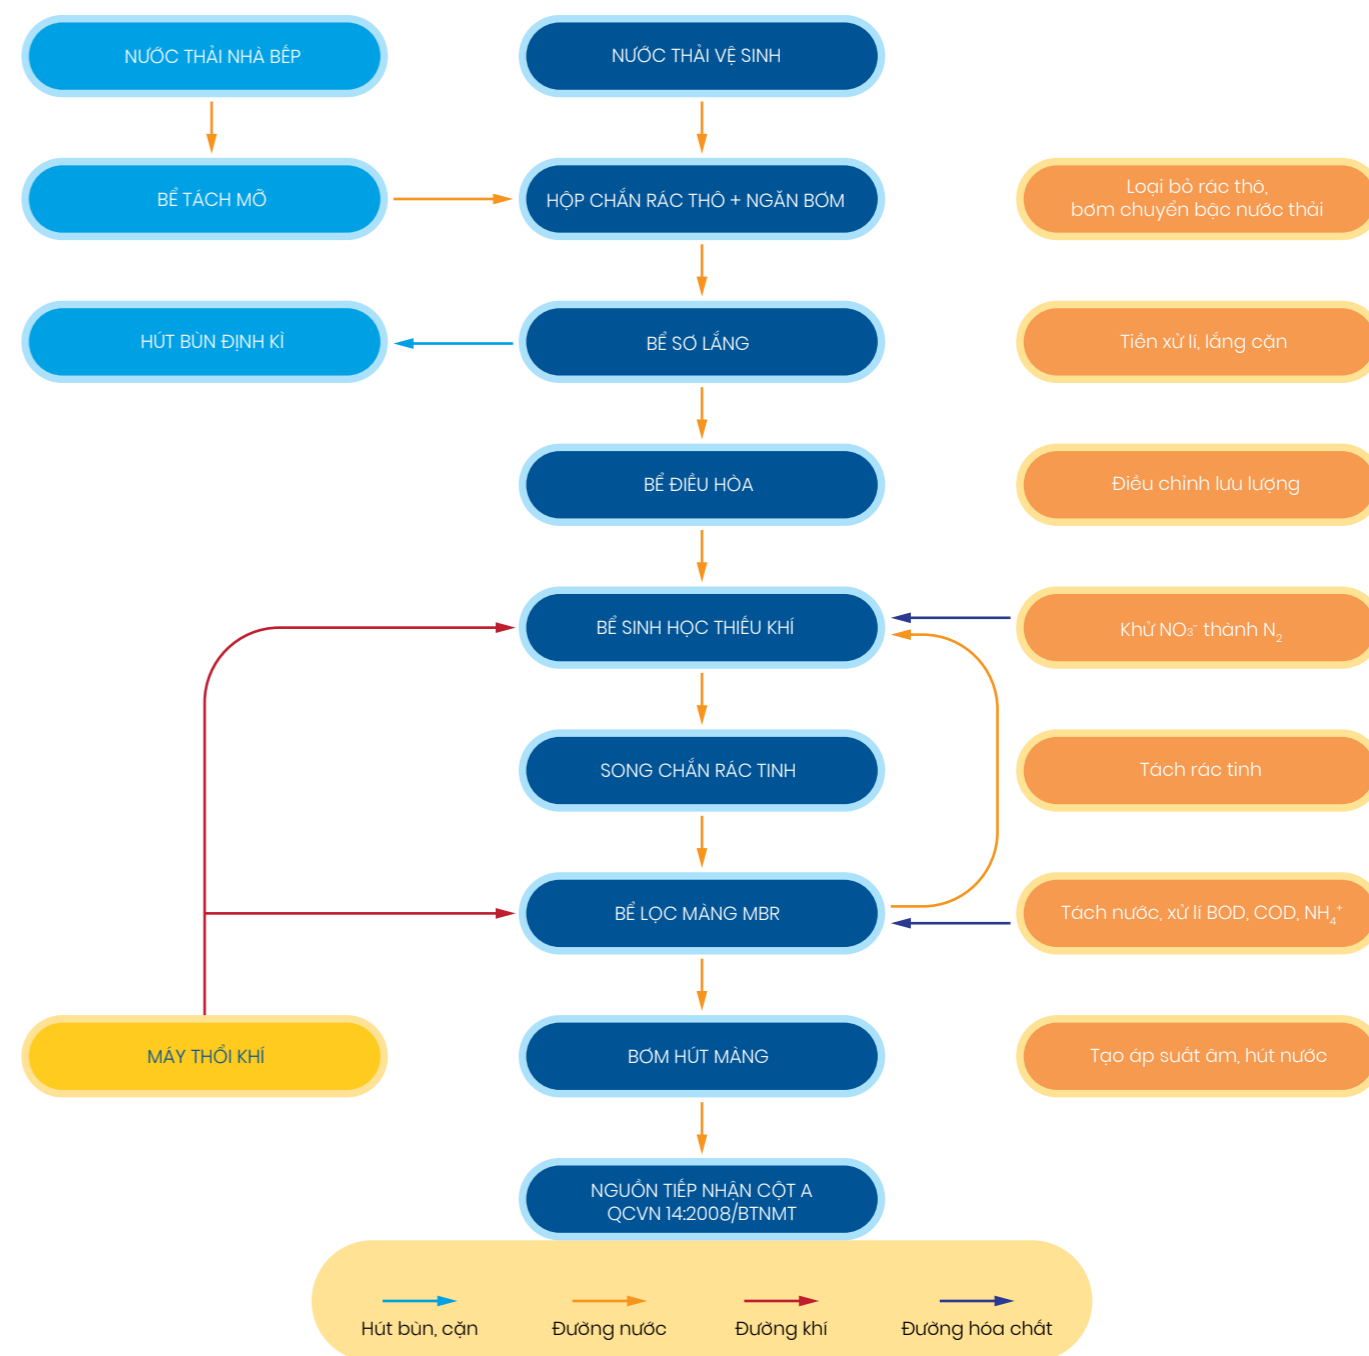 NƯỚC THẢI NHÀ BẾP
NƯỚC THẢI VỆ SINH
BỂ TÁCH MỠ
HỘP CHẮN RÁC THÔ + NGĂN BƠM
Loại bỏ rác thô,
bơm chuyển bậc nước thải
HÚT BÙN ĐỊNH KÌ
BỂ SƠ LẮNG
Tiền xử lí, lắng cặn
BỂ ĐIỀU HÒA
Điều chỉnh lưu lượng
BỂ SINH HỌC THIẾU KHÍ
Khử NO₃⁻ thành N₂
SONG CHẮN RÁC TINH
Tách rác tinh
BỂ LỌC MÀNG MBR
Tách nước, xử lí BOD, COD, NH₄⁺
MÁY THỔI KHÍ
BƠM HÚT MÀNG
Tạo áp suất âm, hút nước
NGUỒN TIẾP NHẬN CỘT A
QCVN 14:2008/BTNMT
Hút bùn, cặn
Đường nước
Đường khí
Đường hóa chất